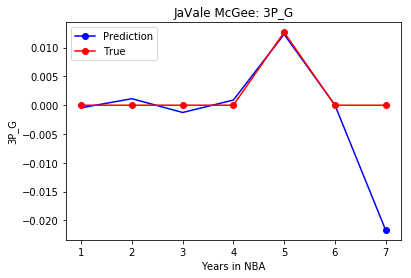 JaVale McGee: 3P_G
Prediction
True
3P_G
0.010
0.005
0.000
−0.005
−0.010
−0.015
−0.020
1 2 3 4 5 6 7
Years in NBA